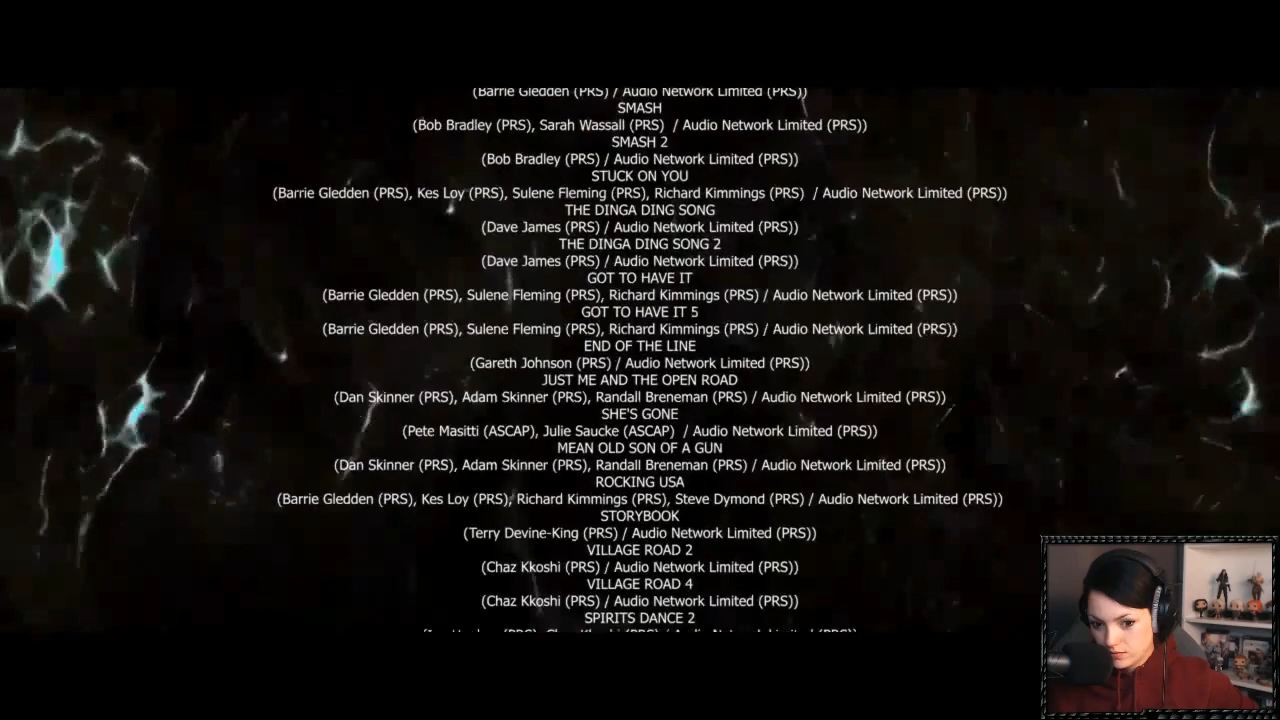 (Barrie Gledden (PRS) / Audio Network Limited (PRS))
SMASH
(Bob Bradley (PRS), Sarah Wassall (PRS)  / Audio Network Limited (PRS))
SMASH 2
(Bob Bradley (PRS) / Audio Network Limited (PRS))
STUCK ON YOU
(Barrie Gledden (PRS), Kes Loy (PRS), Sulene Fleming (PRS), Richard Kimmings (PRS)  / Audio Network Limited (PRS))
THE DINGA DING SONG
(Dave James (PRS) / Audio Network Limited (PRS))
THE DINGA DING SONG 2
(Dave James (PRS) / Audio Network Limited (PRS))
GOT TO HAVE IT
(Barrie Gledden (PRS), Sulene Fleming (PRS), Richard Kimmings (PRS) / Audio Network Limited (PRS))
GOT TO HAVE IT 5
(Barrie Gledden (PRS), Sulene Fleming (PRS), Richard Kimmings (PRS) / Audio Network Limited (PRS))
END OF THE LINE
(Gareth Johnson (PRS) / Audio Network Limited (PRS))
JUST ME AND THE OPEN ROAD
(Dan Skinner (PRS), Adam Skinner (PRS), Randall Breneman (PRS) / Audio Network Limited (PRS))
SHE'S GONE
(Pete Masitti (ASCAP), Julie Saucke (ASCAP)  / Audio Network Limited (PRS))
MEAN OLD SON OF A GUN
(Dan Skinner (PRS), Adam Skinner (PRS), Randall Breneman (PRS) / Audio Network Limited (PRS))
ROCKING USA
(Barrie Gledden (PRS), Kes Loy (PRS), Richard Kimmings (PRS), Steve Dymond (PRS) / Audio Network Limited (PRS))
STORYBOOK
(Terry Devine-King (PRS) / Audio Network Limited (PRS))
VILLAGE ROAD 2
(Chaz Kkoshi (PRS) / Audio Network Limited (PRS))
VILLAGE ROAD 4
(Chaz Kkoshi (PRS) / Audio Network Limited (PRS))
SPIRITS DANCE 2